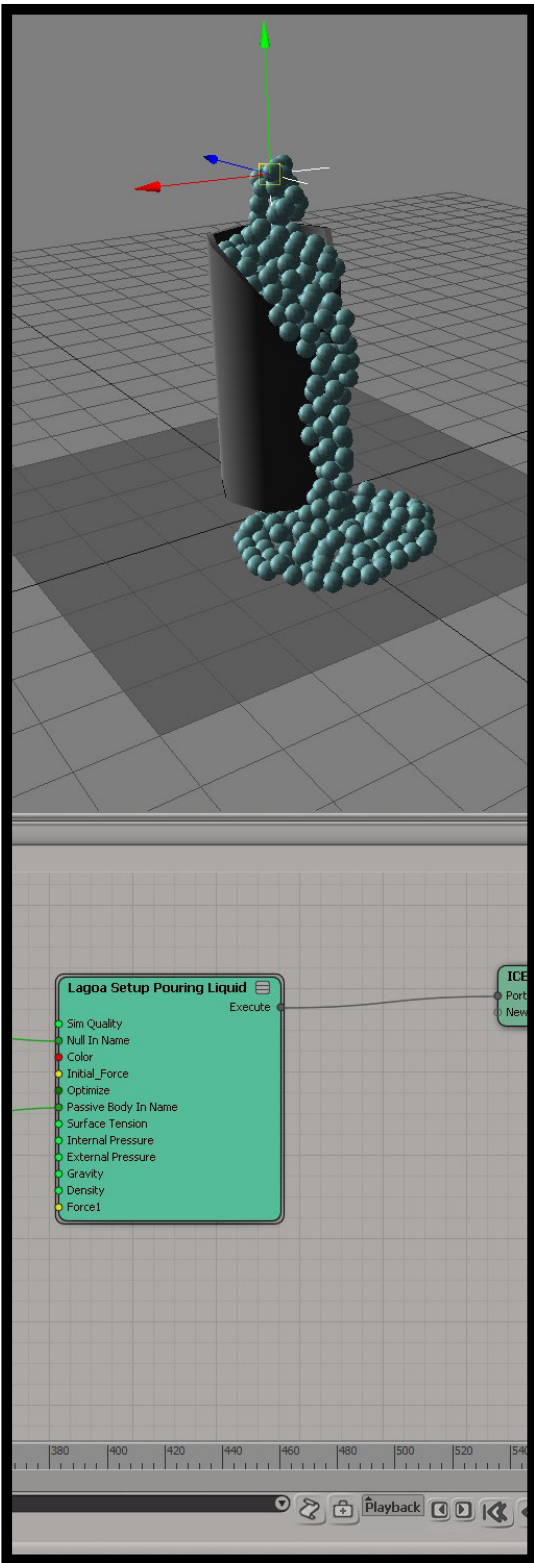 Lagoa Setup Pouring Liquid
Execute
Sim Quality
Null In Name
Color
Initial_Force
Optimize
Passive Body In Name
Surface Tension
Internal Pressure
External Pressure
Gravity
Density
Force1
ICE
Port
New
380 400 420 440 460 480 500 520 540
Playback